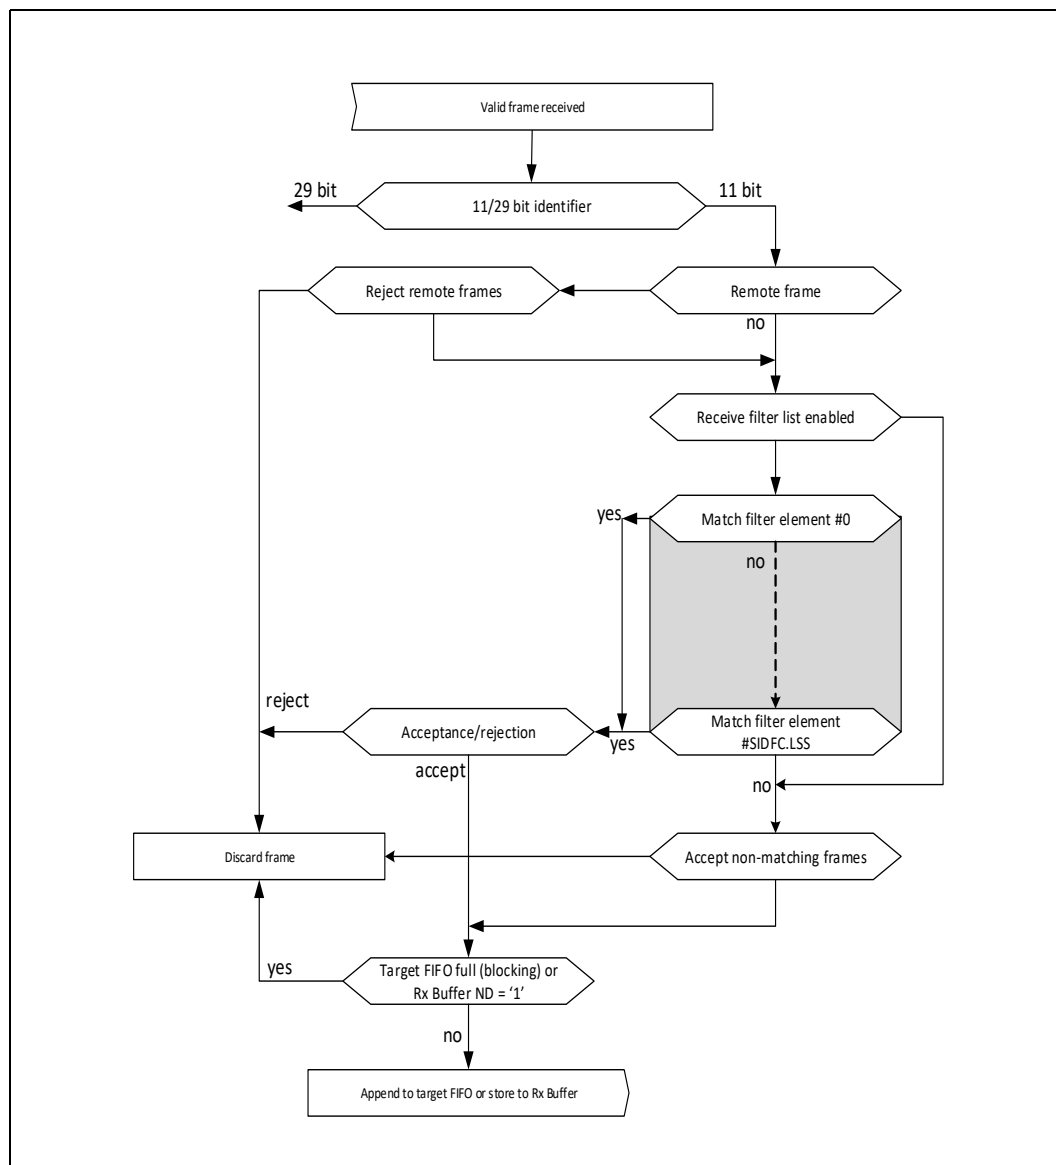 Valid frame received
29 bit
11/29 bit identifier
11 bit
Reject remote frames
Remote frame
no
Receive filter list enabled
yes
Match filter element #0
no
reject
Acceptance/rejection
yes
Match filter element
#SIDFC.LSS
accept
no
Discard frame
Accept non-matching frames
yes
Target FIFO full (blocking) or
Rx Buffer ND = ‘1’
no
Append to target FIFO or store to Rx Buffer